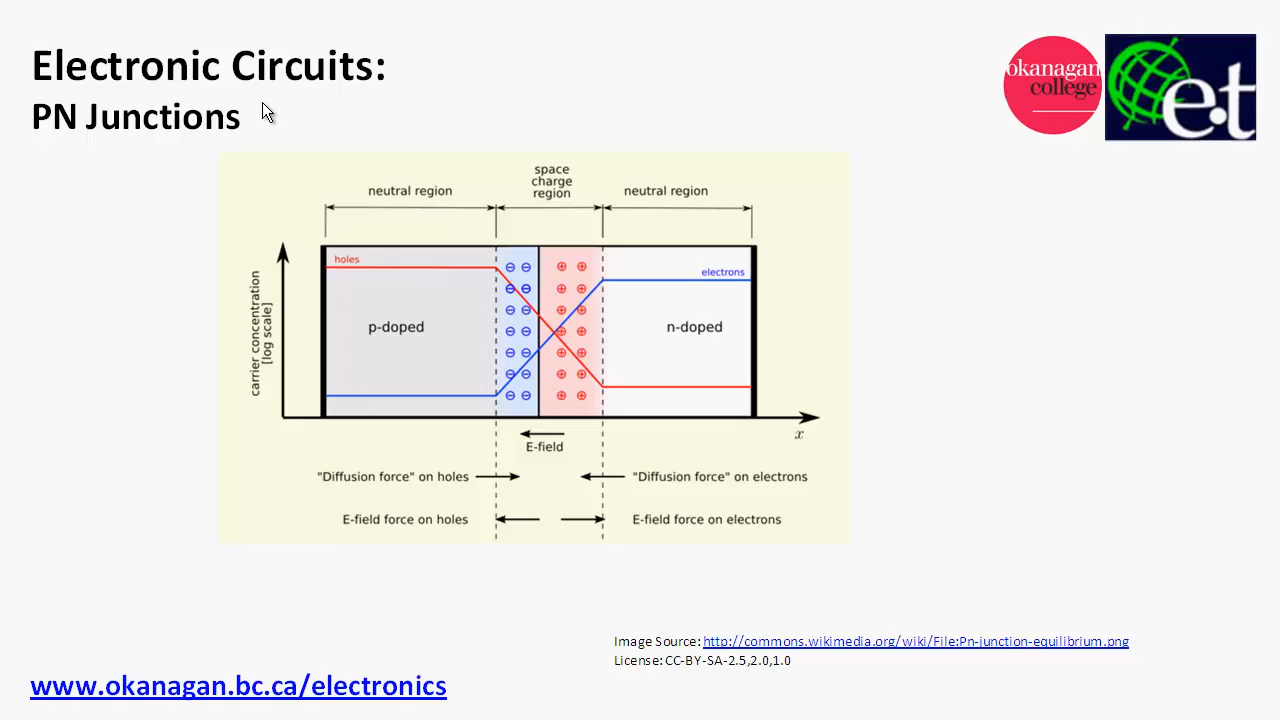 Electronic Circuits:
PN Junctions
okanagan
college
e.t
space
charge
region
neutral region
neutral region
holes
electrons
carrier concentration
[log scale]
p-doped
n-doped
x
E-field
"Diffusion force" on holes
"Diffusion force" on electrons
E-field force on holes
E-field force on electrons
Image Source: http://commons.wikimedia.org/wiki/File:Pn-junction-equilibrium.png
License: CC-BY-SA-2.5,2.0,1.0
www.okanagan.bc.ca/electronics